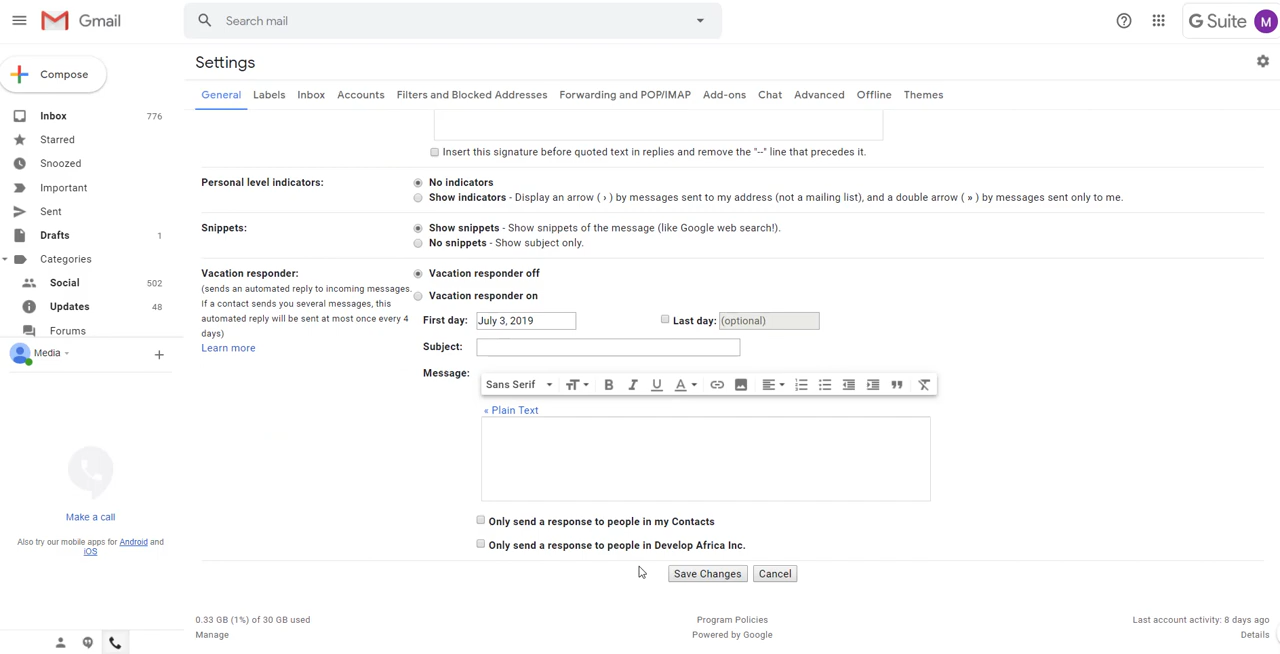 Gmail
Search mail
G Suite
M
Compose
Settings
General Labels Inbox Accounts Filters and Blocked Addresses Forwarding and POP/IMAP Add-ons Chat Advanced Offline Themes
Inbox 776
Starred
Snoozed
Important
Sent
Drafts 1
Categories
Social 502
Updates 48
Forums
Media
Make a call
Also try our mobile apps for Android and
iOS
Insert this signature before quoted text in replies and remove the "--" line that precedes it.
Personal level indicators:
No indicators
Show indicators - Display an arrow ( › ) by messages sent to my address (not a mailing list), and a double arrow ( » ) by messages sent only to me.
Snippets:
Show snippets - Show snippets of the message (like Google web search!).
No snippets - Show subject only.
Vacation responder:
(sends an automated reply to incoming messages.
If a contact sends you several messages, this
automated reply will be sent at most once every 4
days)
Learn more
Vacation responder off
Vacation responder on
First day: July 3, 2019 Last day: (optional)
Subject:
Message:
Sans Serif
« Plain Text
Only send a response to people in my Contacts
Only send a response to people in Develop Africa Inc.
Save Changes Cancel
0.33 GB (1%) of 30 GB used
Manage
Program Policies
Powered by Google
Last account activity: 8 days ago
Details